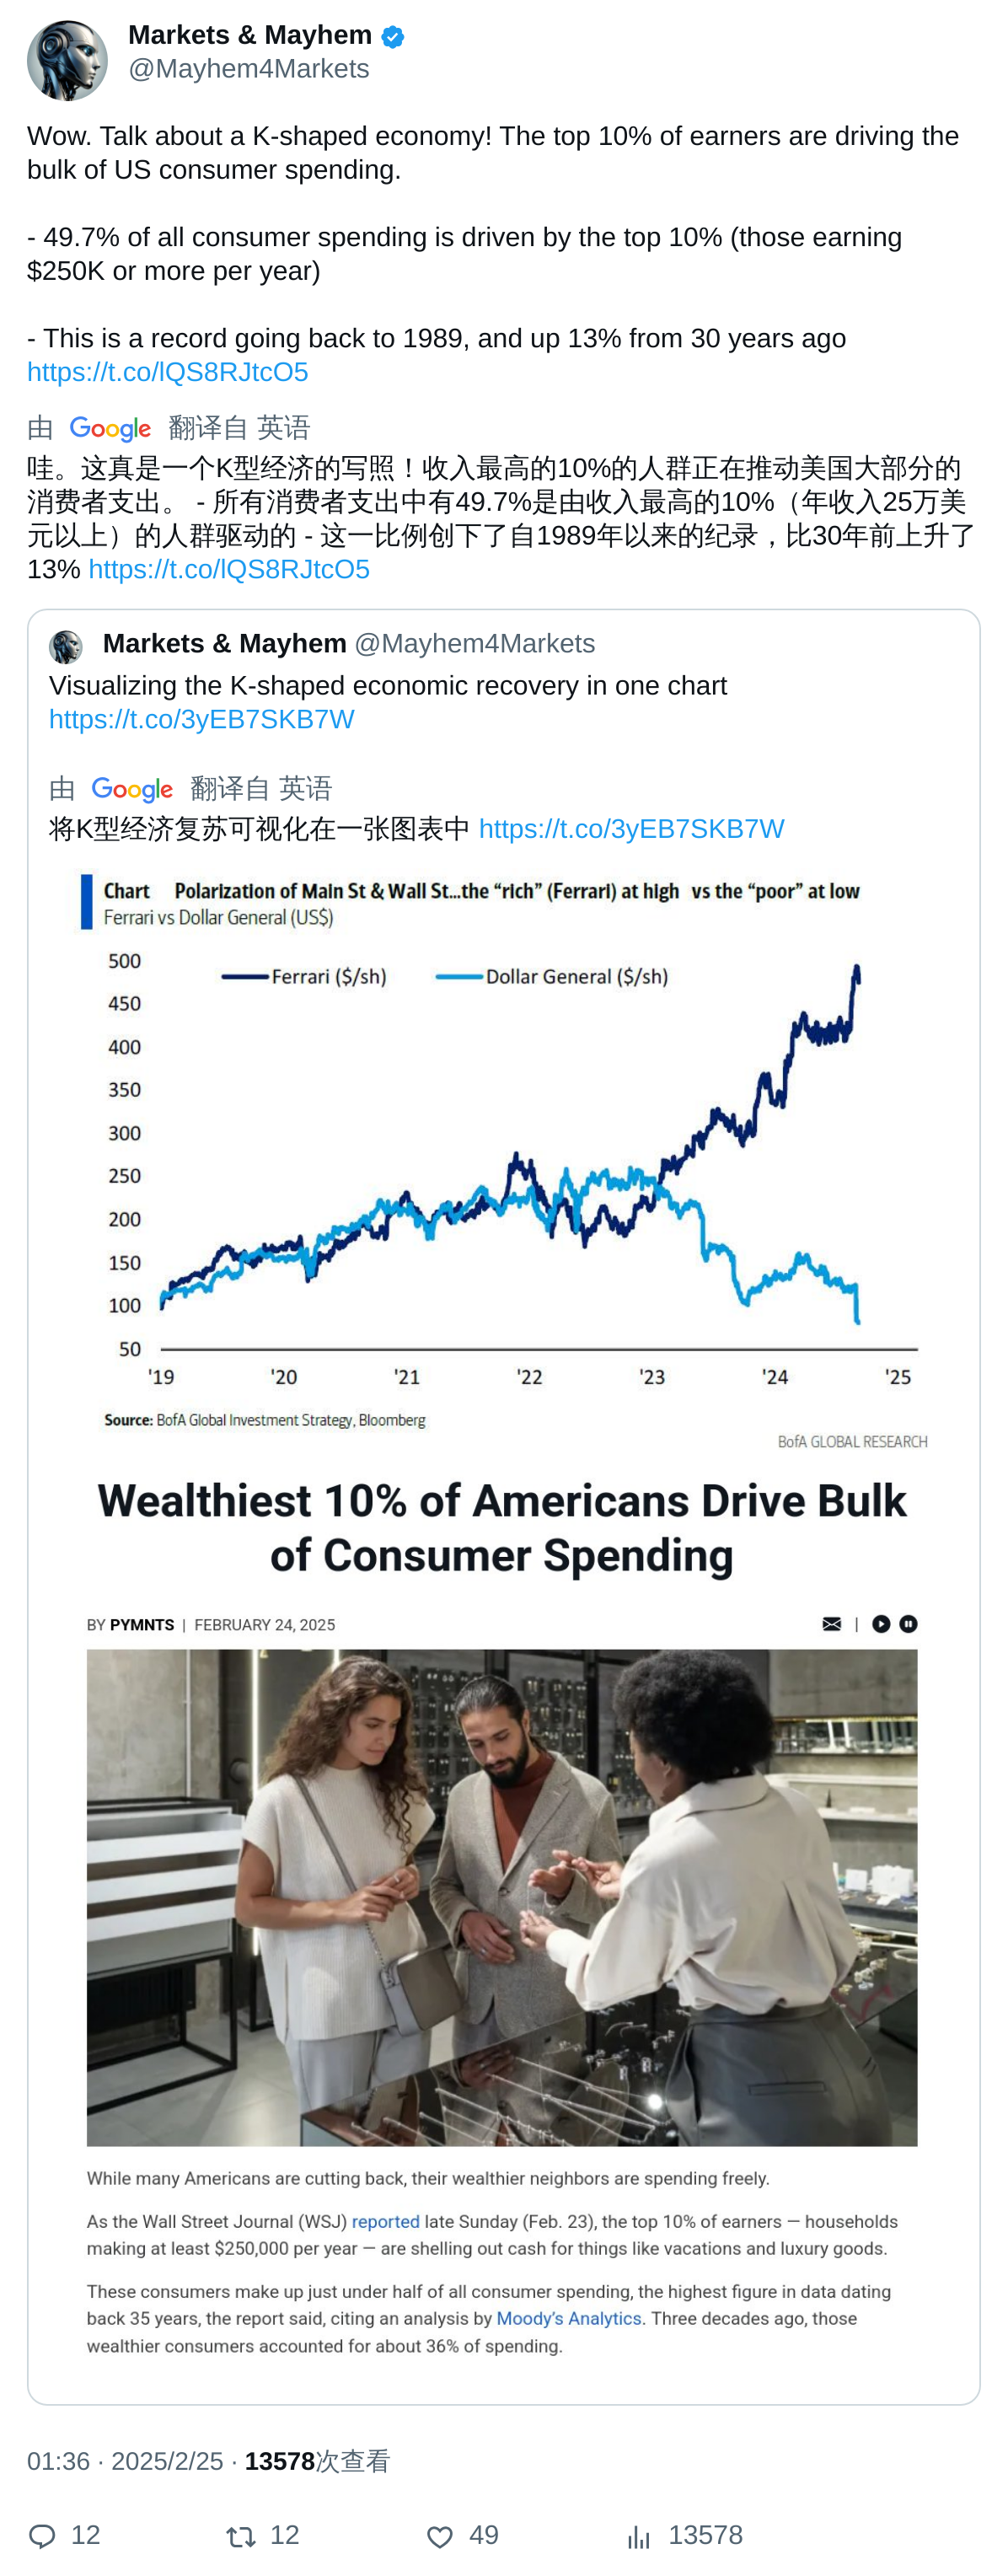 Markets & Mayhem
@Mayhem4Markets
Wow. Talk about a K-shaped economy! The top 10% of earners are driving the
bulk of US consumer spending.
- 49.7% of all consumer spending is driven by the top 10% (those earning
$250K or more per year)
- This is a record going back to 1989, and up 13% from 30 years ago
https://t.co/lQS8RJtcO5
由 Google 翻译自 英语
哇。这真是一个K型经济的写照！收入最高的10%的人群正在推动美国大部分的
消费者支出。 - 所有消费者支出中有49.7%是由收入最高的10%（年收入25万美
元以上）的人群驱动的 - 这一比例创下了自1989年以来的纪录，比30年前上升了
13% https://t.co/lQS8RJtcO5
Markets & Mayhem @Mayhem4Markets
Visualizing the K-shaped economic recovery in one chart
https://t.co/3yEB7SKB7W
由 Google 翻译自 英语
将K型经济复苏可视化在一张图表中 https://t.co/3yEB7SKB7W
Chart Polarization of Main St & Wall St...the “rich” (Ferrari) at high vs the “poor” at low
Ferrari vs Dollar General (US$)
500
Ferrari ($/sh) Dollar General ($/sh)
450
400
350
300
250
200
150
100
50
'19 '20 '21 '22 '23 '24 '25
Source: BofA Global Investment Strategy, Bloomberg
BofA GLOBAL RESEARCH
Wealthiest 10% of Americans Drive Bulk
of Consumer Spending
BY PYMNTS | FEBRUARY 24, 2025
While many Americans are cutting back, their wealthier neighbors are spending freely.
As the Wall Street Journal (WSJ) reported late Sunday (Feb. 23), the top 10% of earners — households
making at least $250,000 per year — are shelling out cash for things like vacations and luxury goods.
These consumers make up just under half of all consumer spending, the highest figure in data dating
back 35 years, the report said, citing an analysis by Moody’s Analytics. Three decades ago, those
wealthier consumers accounted for about 36% of spending.
01:36 · 2025/2/25 · 13578次查看
12 12 49 13578